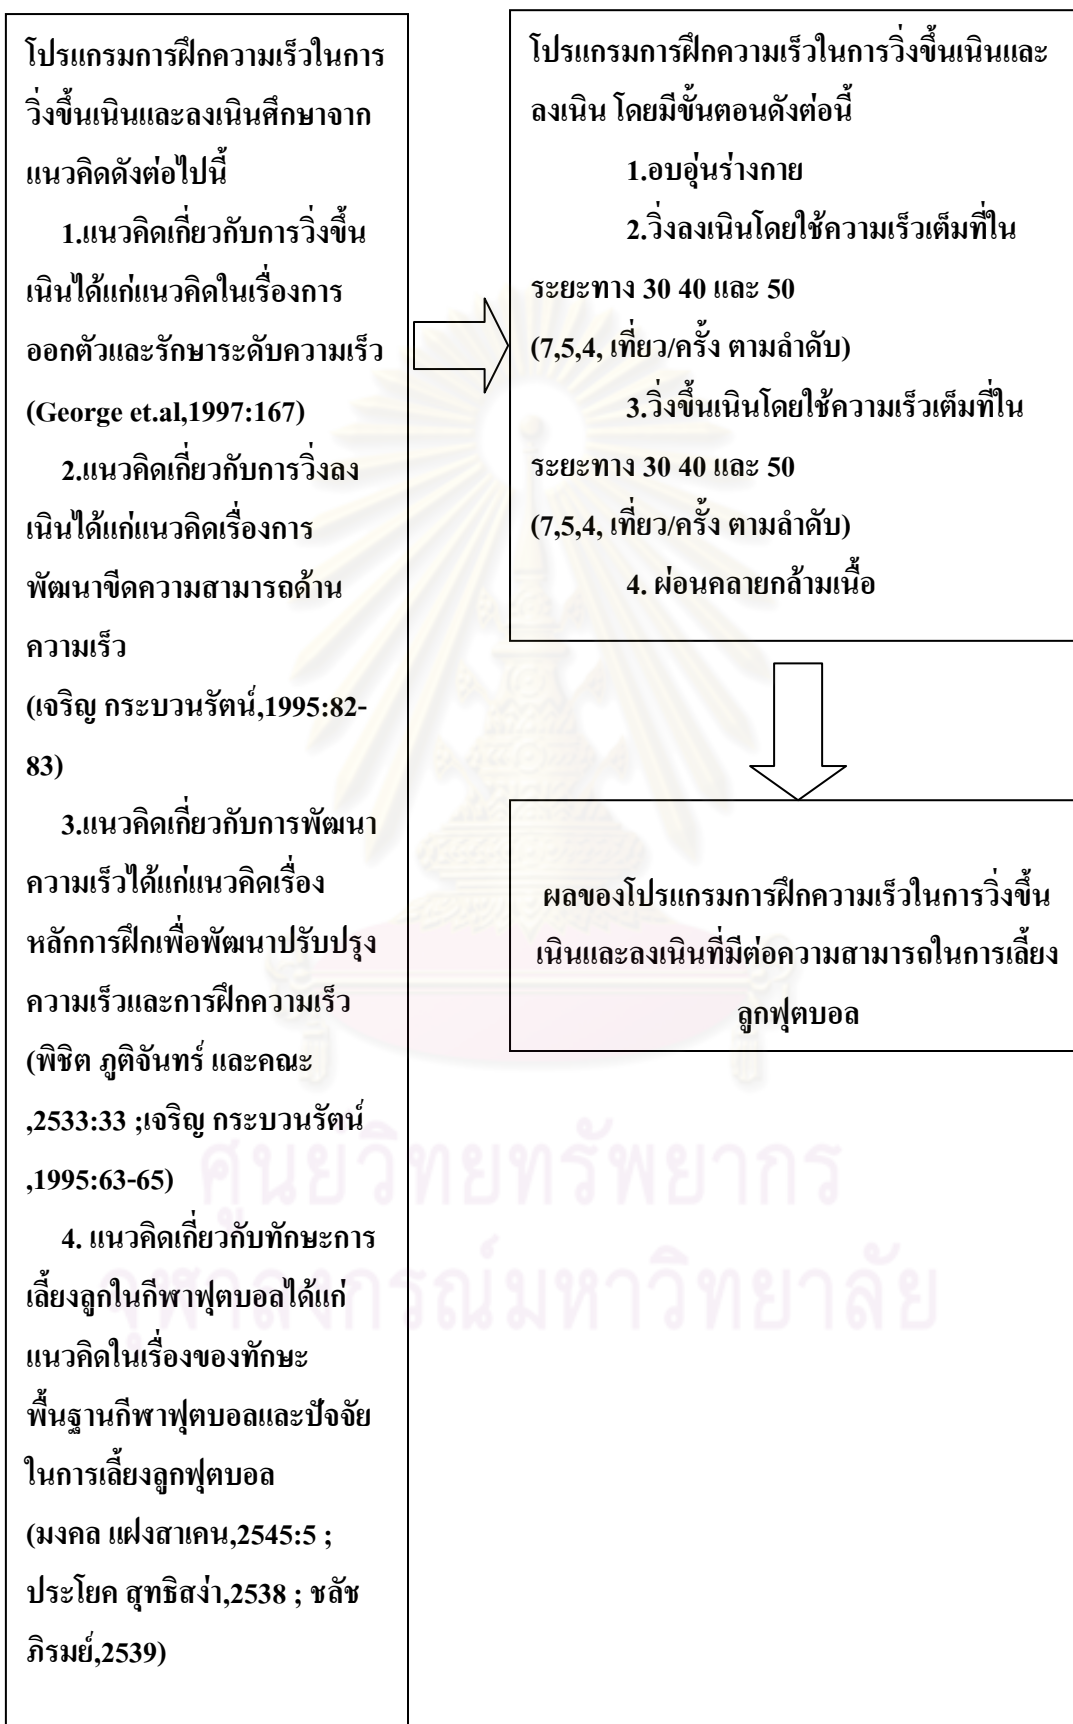 โปรแกรมการฝึกความเร็วในการ
วิ่งขึ้นเนินและลงเนินศึกษาจาก
แนวคิดดังต่อไปนี้
1.แนวคิดเกี่ยวกับการวิ่งขึ้น
เนินได้แก่แนวคิดในเรื่องการ
ออกตัวและรักษาระดับความเร็ว
(George et.al,1997:167)
2.แนวคิดเกี่ยวกับการวิ่งลง
เนินได้แก่แนวคิดเรื่องการ
พัฒนาขีดความสามารถด้าน
ความเร็ว
(เจริญ กระบวนรัตน์,1995:82-
83)
3.แนวคิดเกี่ยวกับการพัฒนา
ความเร็วได้แก่แนวคิดเรื่อง
หลักการฝึกเพื่อพัฒนาปรับปรุง
ความเร็วและการฝึกความเร็ว
(พิชิต ภูติจันทร์ และคณะ
,2533:33 ;เจริญ กระบวนรัตน์
,1995:63-65)
4. แนวคิดเกี่ยวกับทักษะการ
เลี้ยงลูกในกีฬาฟุตบอลได้แก่
แนวคิดในเรื่องของทักษะ
พื้นฐานกีฬาฟุตบอลและปัจจัย
ในการเลี้ยงลูกฟุตบอล
(มงคล แฝงสาเคน,2545:5 ;
ประโยค สุทธิสง่า,2538 ; ชลัช
ภิรมย์,2539)
โปรแกรมการฝึกความเร็วในการวิ่งขึ้นเนินและ
ลงเนิน โดยมีขั้นตอนดังต่อนี้
1.อบอุ่นร่างกาย
2.วิ่งลงเนินโดยใช้ความเร็วเต็มที่ใน
ระยะทาง 30 40 และ 50
(7,5,4, เที่ยว/ครั้ง ตามลำดับ)
3.วิ่งขึ้นเนินโดยใช้ความเร็วเต็มที่ใน
ระยะทาง 30 40 และ 50
(7,5,4, เที่ยว/ครั้ง ตามลำดับ)
4. ผ่อนคลายกล้ามเนื้อ
ผลของโปรแกรมการฝึกความเร็วในการวิ่งขึ้น
เนินและลงเนินที่มีต่อความสามารถในการเลี้ยง
ลูกฟุตบอล
ศูนยวิทยทรัพยากร
จุฬาลงกรณ์มหาวิทยาลัย